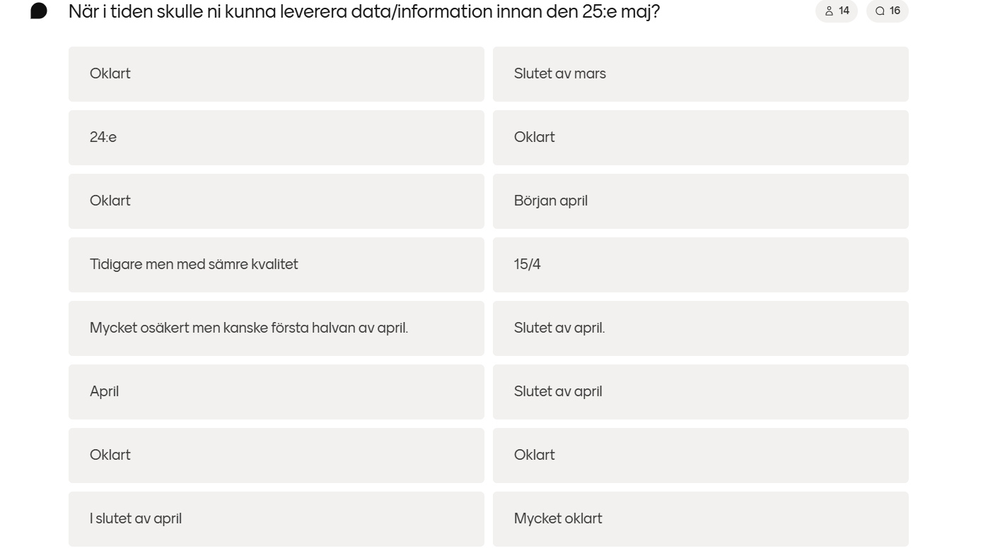 När i tiden skulle ni kunna leverera data/information innan den 25:e maj?
14
16
Oklart
Slutet av mars
24:e
Oklart
Oklart
Början april
Tidigare men med sämre kvalitet
15/4
Mycket osäkert men kanske första halvan av april.
Slutet av april.
April
Slutet av april
Oklart
Oklart
I slutet av april
Mycket oklart